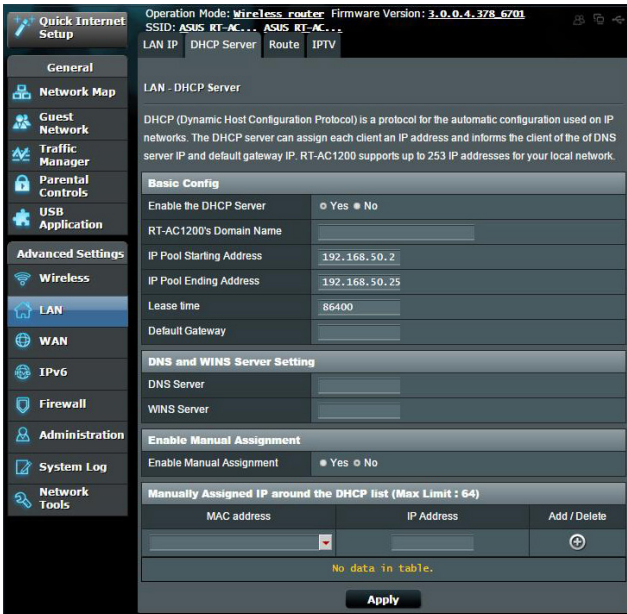 Quick Internet
Setup
General
Network Map
Guest
Network
Traffic
Manager
Parental
Controls
USB
Application
Advanced Settings
Wireless
LAN
WAN
IPv6
Firewall
Administration
System Log
Network
Tools
Operation Mode: Wireless router Firmware Version: 3.0.0.4.378_6701
SSID: ASUS RT-AC... ASUS RT-AC...
LAN IP DHCP Server Route IPTV
LAN - DHCP Server
DHCP (Dynamic Host Configuration Protocol) is a protocol for the automatic configuration used on IP
networks. The DHCP server can assign each client an IP address and informs the client of the of DNS
server IP and default gateway IP. RT-AC1200 supports up to 253 IP addresses for your local network.
Basic Config
Enable the DHCP Server Yes No
RT-AC1200's Domain Name
IP Pool Starting Address 192.168.50.2
IP Pool Ending Address 192.168.50.25
Lease time 86400
Default Gateway
DNS and WINS Server Setting
DNS Server
WINS Server
Enable Manual Assignment
Enable Manual Assignment Yes No
Manually Assigned IP around the DHCP list (Max Limit : 64)
MAC address IP Address Add / Delete
No data in table.
Apply